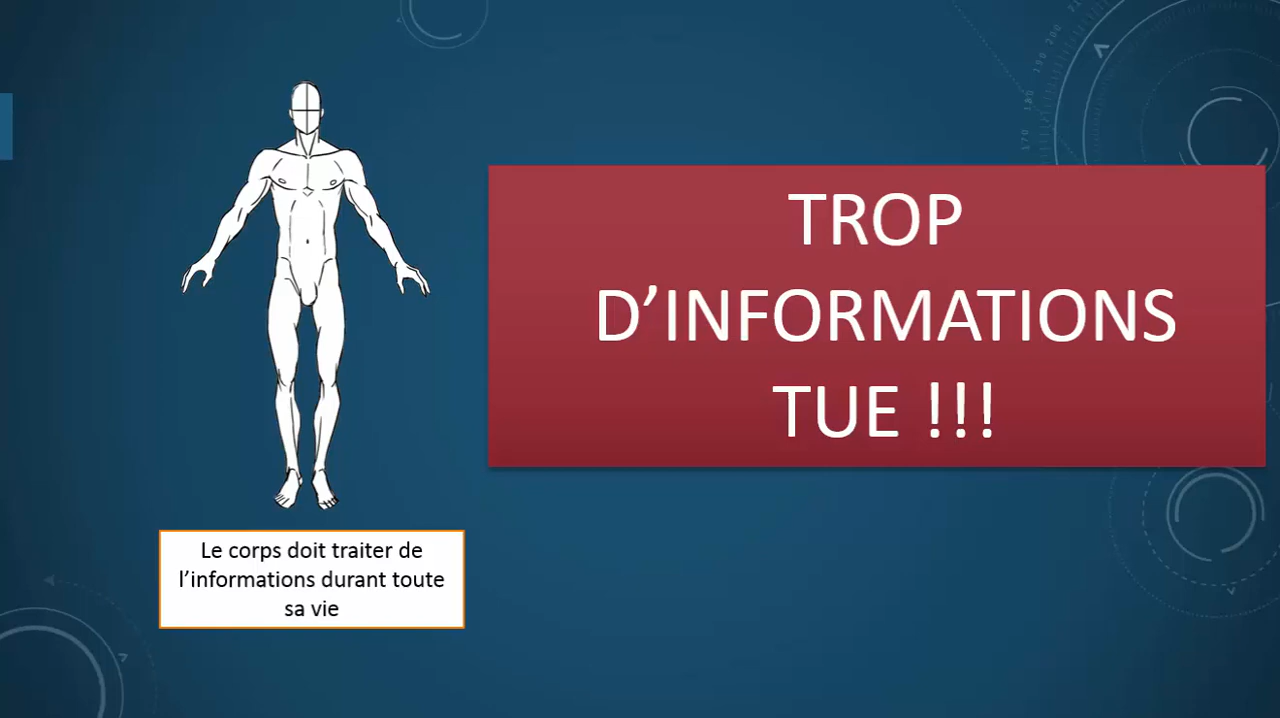 TROP
D’INFORMATIONS
TUE !!!
Le corps doit traiter de
l’informations durant toute
sa vie